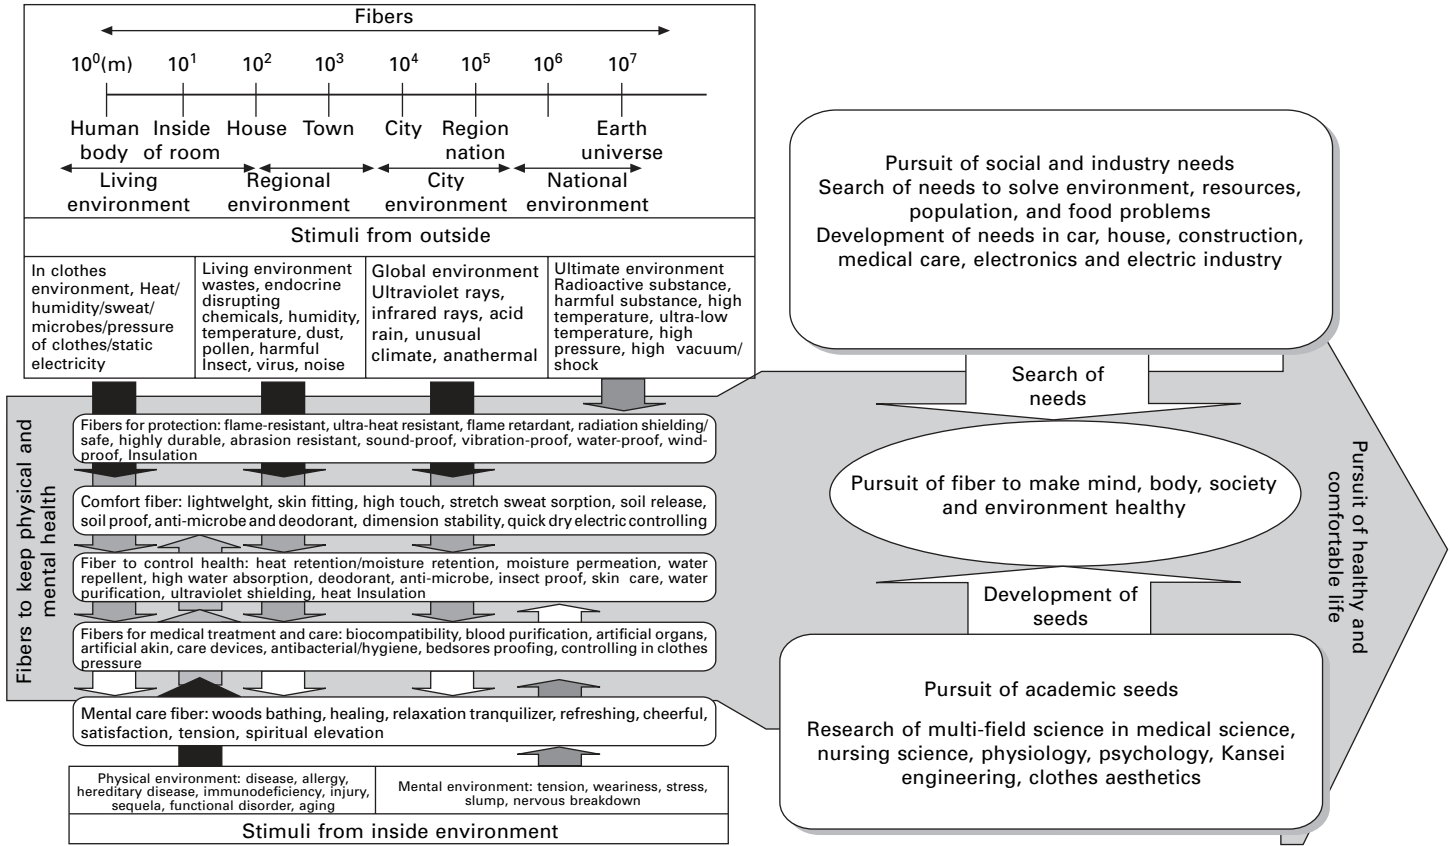 Fibers
10⁰(m) 10¹ 10² 10³ 10⁴ 10⁵ 10⁶ 10⁷
Human body
Inside of room
House
Town
City
Region nation
Earth universe
Living environment
Regional environment
City environment
National environment
Stimuli from outside
In clothes
environment, Heat/
humidity/sweat/
microbes/pressure
of clothes/static
electricity
Living environment
wastes, endocrine
disrupting
chemicals, humidity,
temperature, dust,
pollen, harmful
Insect, virus, noise
Global environment
Ultraviolet rays,
infrared rays, acid
rain, unusual
climate, anathermal
Ultimate environment
Radioactive substance,
harmful substance, high
temperature, ultra-low
temperature, high
pressure, high vacuum/
shock
Fibers to keep physical and
mental health
Fibers for protection: flame-resistant, ultra-heat resistant, flame retardant, radiation shielding/
safe, highly durable, abrasion resistant, sound-proof, vibration-proof, water-proof, wind-
proof, Insulation
Comfort fiber: lightweight, skin fitting, high touch, stretch sweat sorption, soil release,
soil proof, anti-microbe and deodorant, dimension stability, quick dry electric controlling
Fiber to control health: heat retention/moisture retention, moisture permeation, water
repellent, high water absorption, deodorant, anti-microbe, insect proof, skin care, water
purification, ultraviolet shielding, heat Insulation
Fibers for medical treatment and care: biocompatibility, blood purification, artificial organs,
artificial akin, care devices, antibacterial/hygiene, bedsores proofing, controlling in clothes
pressure
Mental care fiber: woods bathing, healing, relaxation tranquilizer, refreshing, cheerful,
satisfaction, tension, spiritual elevation
Physical environment: disease, allergy,
hereditary disease, immunodeficiency, injury,
sequela, functional disorder, aging
Mental environment: tension, weariness, stress,
slump, nervous breakdown
Stimuli from inside environment
Pursuit of social and industry needs
Search of needs to solve environment, resources,
population, and food problems
Development of needs in car, house, construction,
medical care, electronics and electric industry
Search of
needs
Pursuit of fiber to make mind, body, society
and environment healthy
Development of
seeds
Pursuit of academic seeds
Research of multi-field science in medical science,
nursing science, physiology, psychology, Kansei
engineering, clothes aesthetics
Pursuit of healthy and
comfortable life